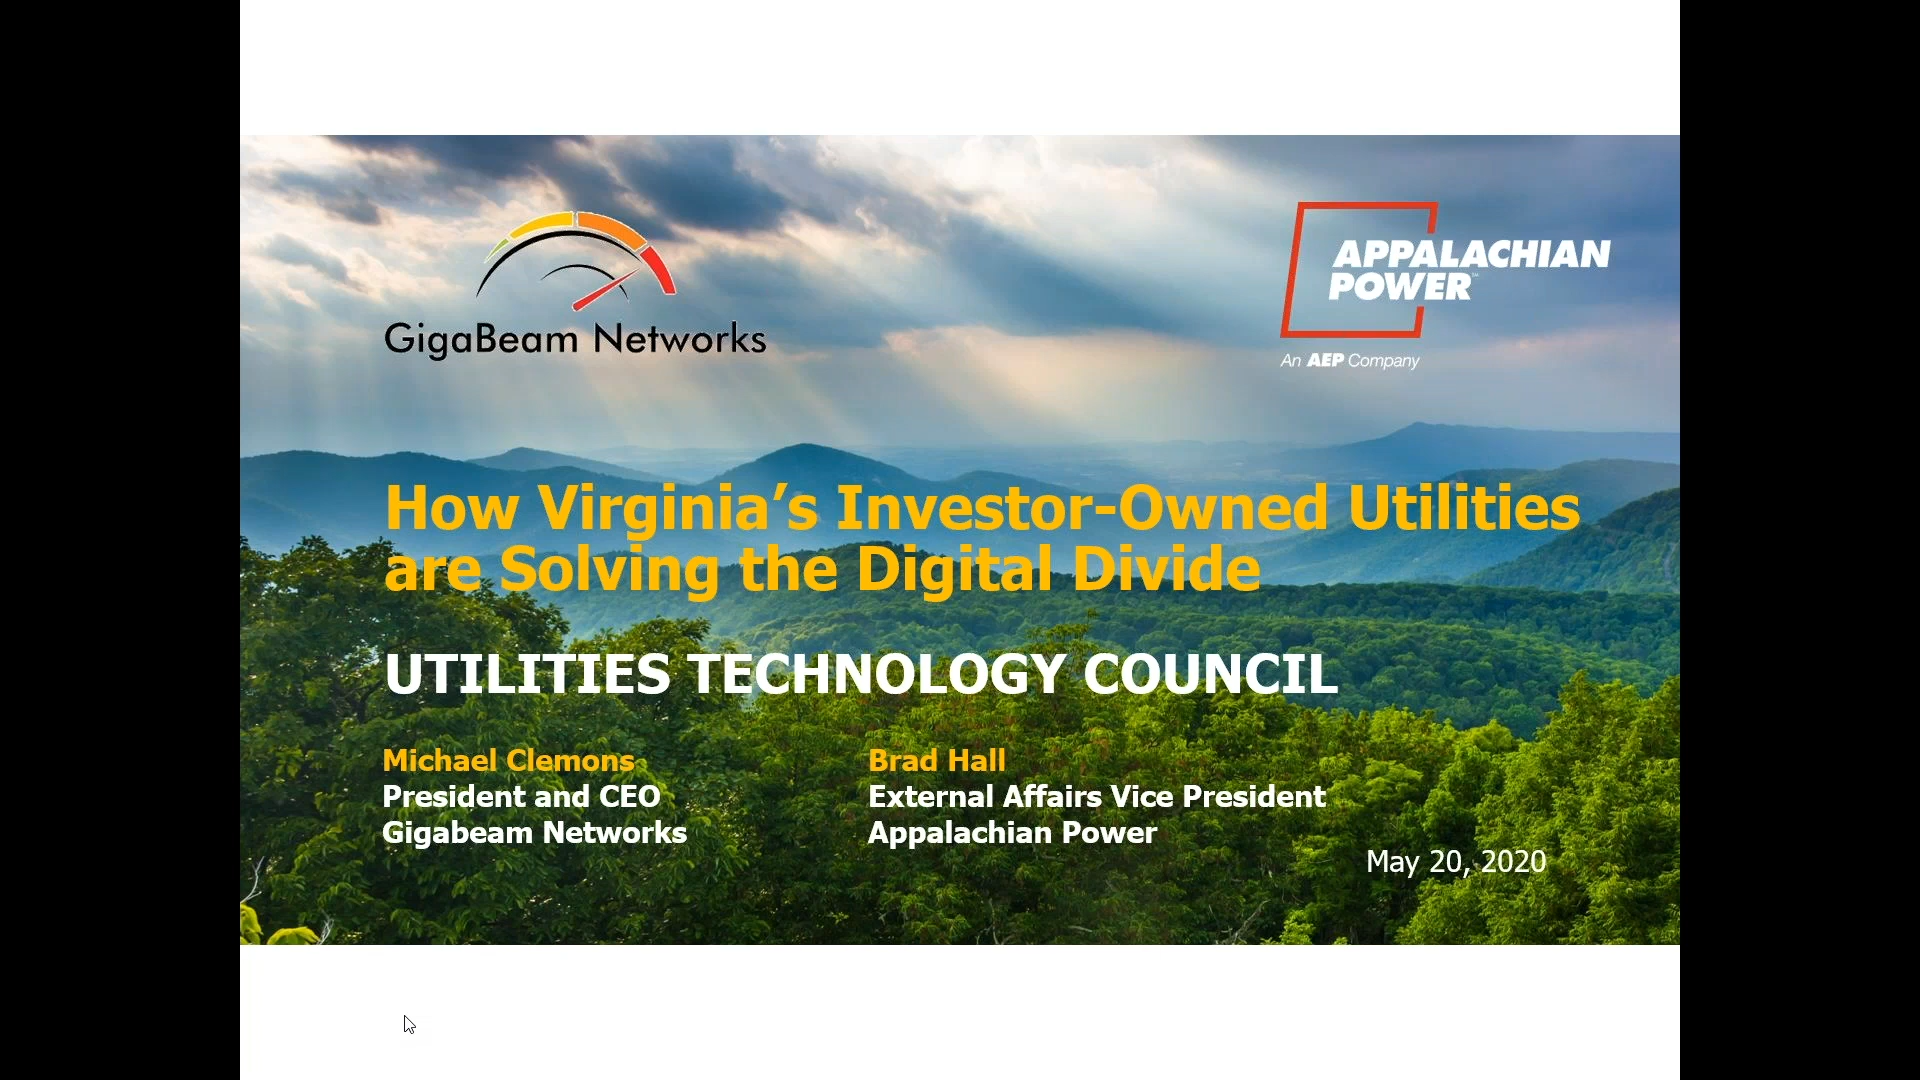 GigaBeam Networks
APPALACHIAN
POWER™
An AEP Company
How Virginia’s Investor-Owned Utilities
are Solving the Digital Divide
UTILITIES TECHNOLOGY COUNCIL
Michael Clemons
President and CEO
Gigabeam Networks
Brad Hall
External Affairs Vice President
Appalachian Power
May 20, 2020